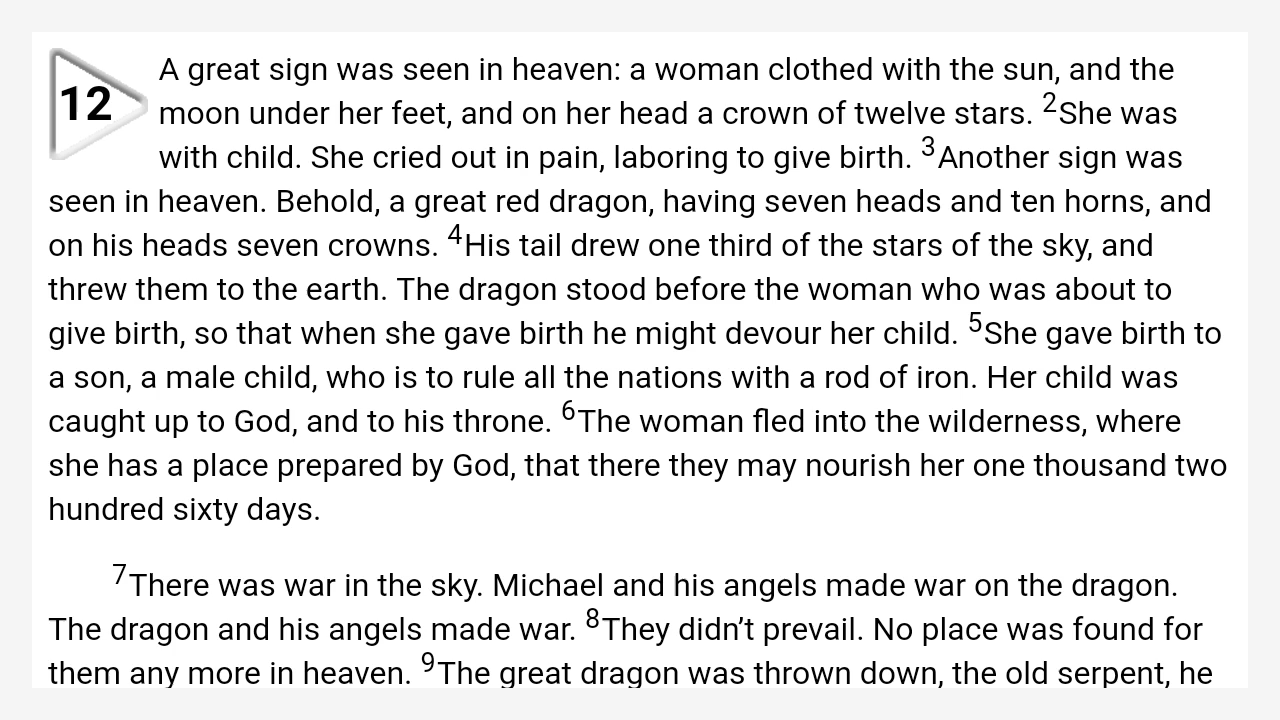 12
A great sign was seen in heaven: a woman clothed with the sun, and the
moon under her feet, and on her head a crown of twelve stars. 2She was
with child. She cried out in pain, laboring to give birth. 3Another sign was
seen in heaven. Behold, a great red dragon, having seven heads and ten horns, and
on his heads seven crowns. 4His tail drew one third of the stars of the sky, and
threw them to the earth. The dragon stood before the woman who was about to
give birth, so that when she gave birth he might devour her child. 5She gave birth to
a son, a male child, who is to rule all the nations with a rod of iron. Her child was
caught up to God, and to his throne. 6The woman fled into the wilderness, where
she has a place prepared by God, that there they may nourish her one thousand two
hundred sixty days.
7There was war in the sky. Michael and his angels made war on the dragon.
The dragon and his angels made war. 8They didn’t prevail. No place was found for
them any more in heaven. 9The great dragon was thrown down, the old serpent, he